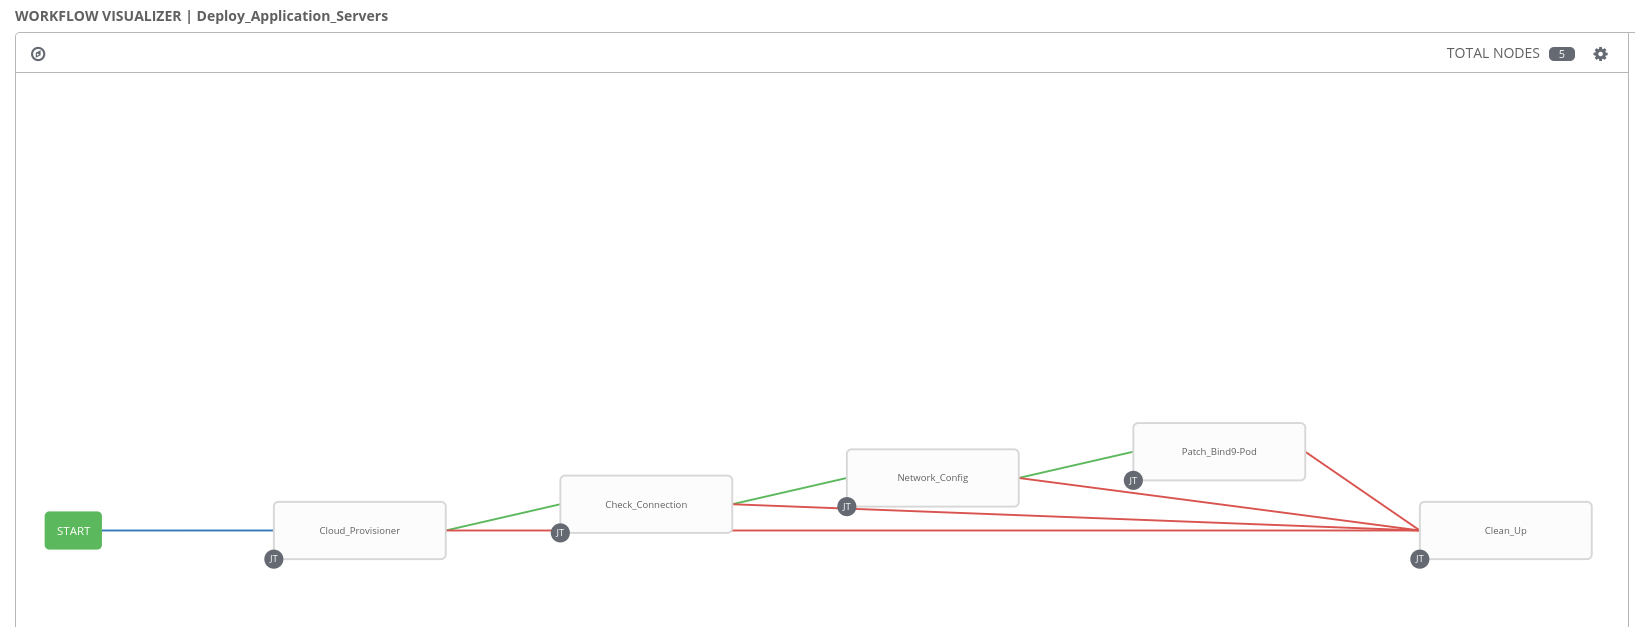 WORKFLOW VISUALIZER | Deploy_Application_Servers
TOTAL NODES 5
Patch_Bind9-Pod
JT
Network_Config
JT
Check_Connection
JT
START
Cloud_Provisioner
JT
Clean_Up
JT